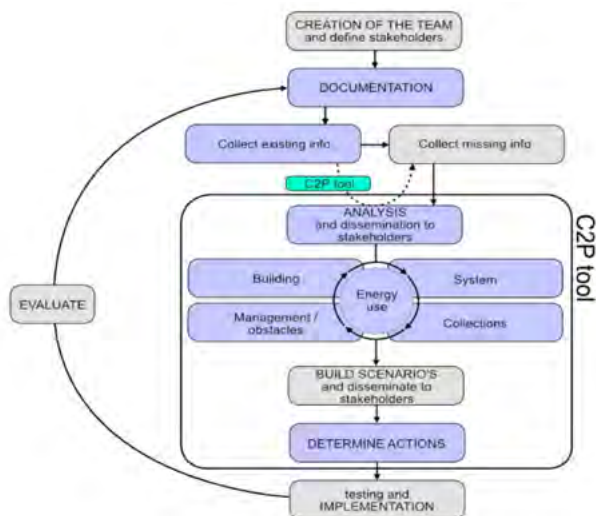 CREATION OF THE TEAM
and define stakeholders
DOCUMENTATION
Collect existing info
Collect missing info
C2P tool
ANALYSIS
and dissemination to
stakeholders
Building
System
Energy
use
Management /
obstacles
Collections
EVALUATE
BUILD SCENARIO'S
and disseminate to
stakeholders
DETERMINE ACTIONS
testing and
IMPLEMENTATION
C2P tool